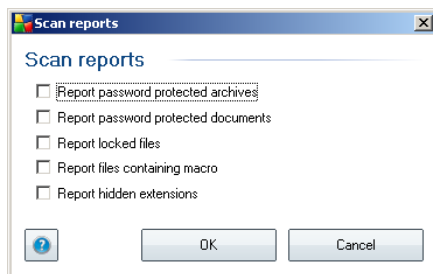 Scan reports
Scan reports
Report password protected archives
Report password protected documents
Report locked files
Report files containing macro
Report hidden extensions
?
OK
Cancel